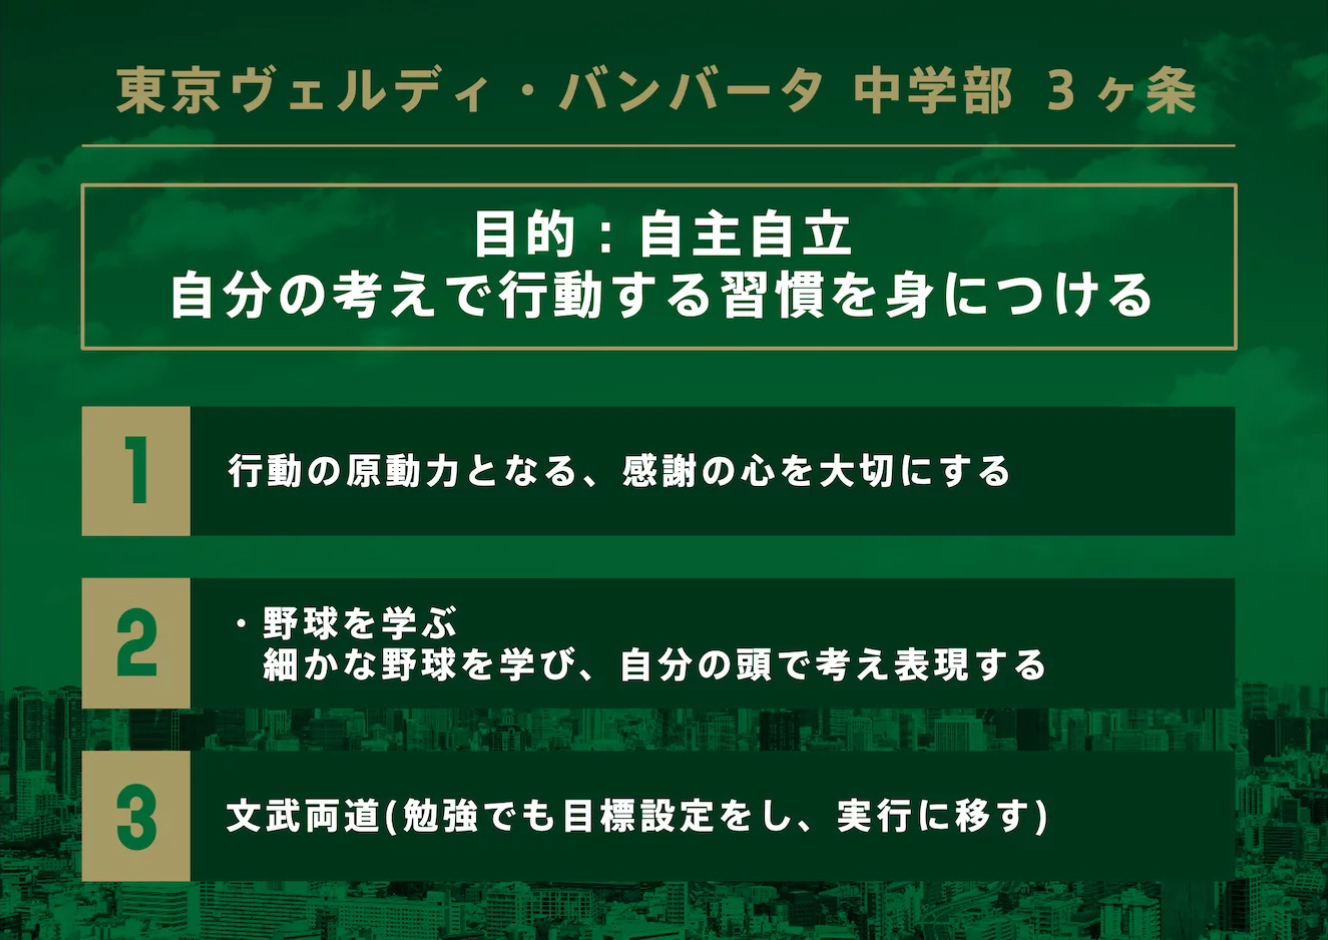 東京ヴェルディ・バンバータ 中学部 ３ヶ条
目的：自主自立
自分の考えで行動する習慣を身につける
1
行動の原動力となる、感謝の心を大切にする
2
・野球を学ぶ
細かな野球を学び、自分の頭で考え表現する
3
文武両道(勉強でも目標設定をし、実行に移す)